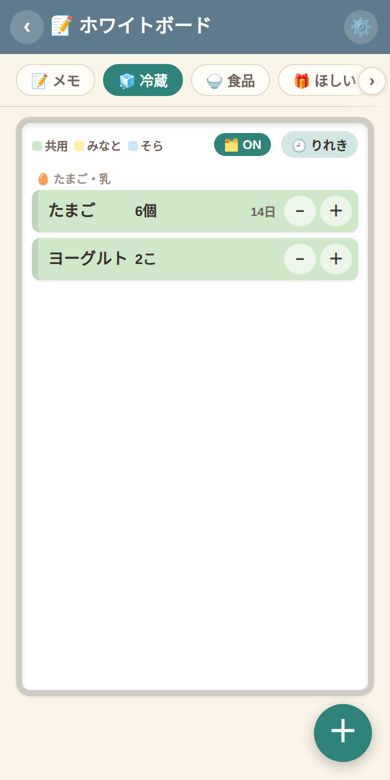 ‹ 📝 ホワイトボード ⚙️
📝 メモ 🧊 冷蔵 🍚 食品 🎁 ほしい ›
共用 みなと そら 🗂️ ON 🕘 りれき
🥚 たまご・乳
たまご 6個 14日 − ＋
ヨーグルト 2こ − ＋
＋